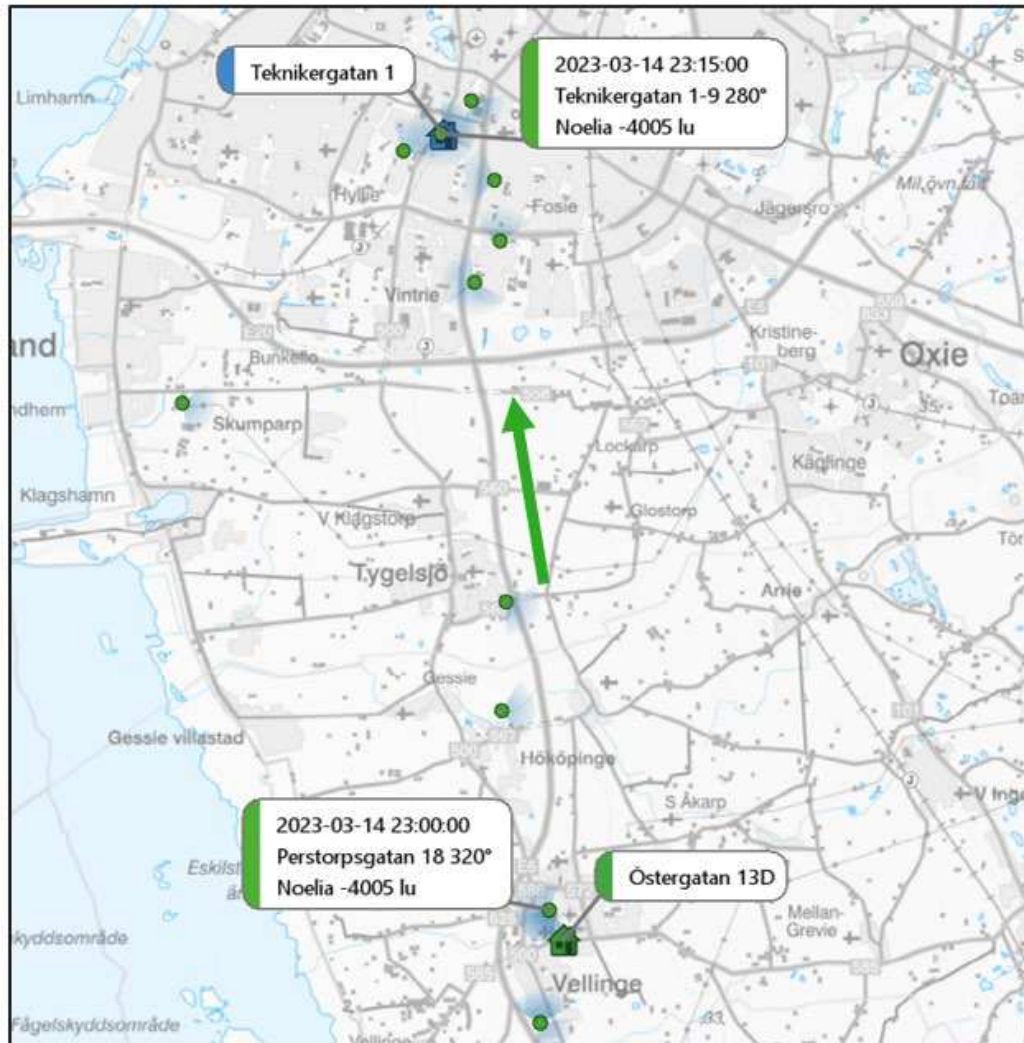 Limhamn
Teknikergatan 1
2023-03-14 23:15:00
Teknikergatan 1-9 280°
Noelia -4005 lu
Hyllie
Fosie
Jägersro
Vintrie
Bunkeflo
Kristine-
berg
Oxie
Skumparp
Lockarp
Käglinge
Klagshamn
V Klagstorp
Glostorp
Tygelsjö
Arrie
Gessie
Gessie villastad
Hököpinge
S Åkarp
2023-03-14 23:00:00
Perstorpsgatan 18 320°
Noelia -4005 lu
Östergatan 13D
Mellan-
Grevie
Vellinge
Fågelskyddsområde